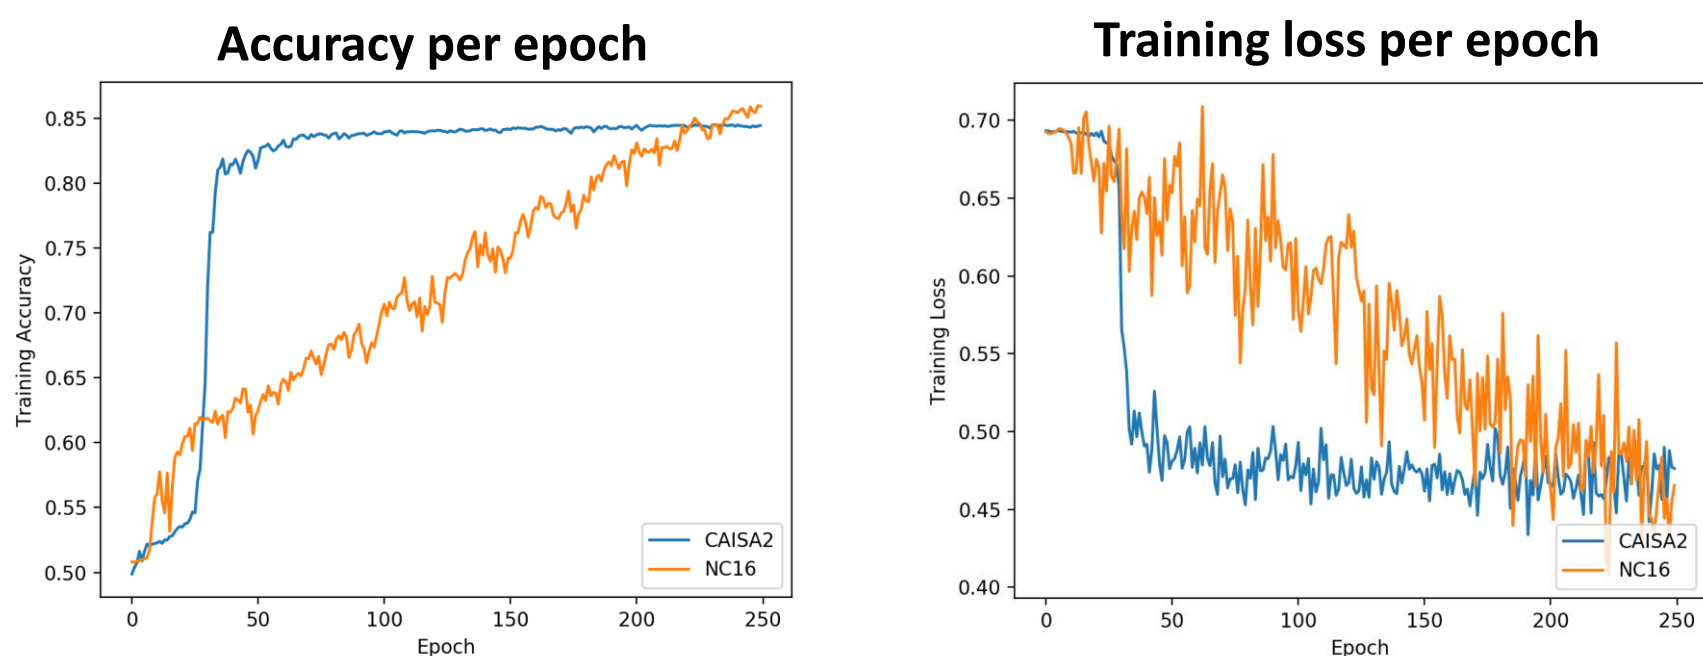 Accuracy per epoch
Training Accuracy
0.85
0.80
0.75
0.70
0.65
0.60
0.55
0.50
0
50
100
150
200
250
Epoch
CAISA2
NC16
Training loss per epoch
Training Loss
0.70
0.65
0.60
0.55
0.50
0.45
0.40
0
50
100
150
200
250
Epoch
CAISA2
NC16